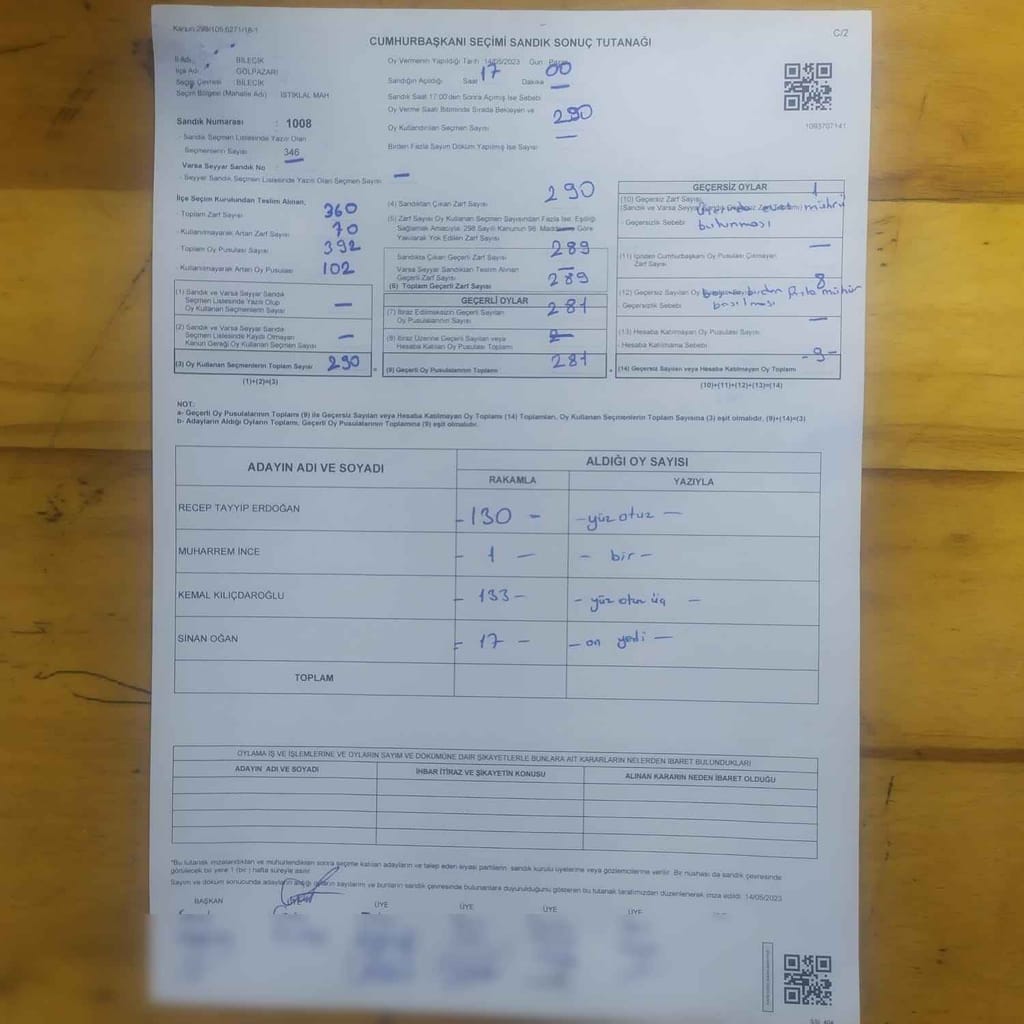 Kanun 298/105,6271/18-1
C/2
CUMHURBAŞKANI SEÇİMİ SANDIK SONUÇ TUTANAĞI
İl Adı : BİLECİK
İlçe Adı : GÖLPAZARI
Seçim Çevresi : BİLECİK
Seçim Bölgesi (Mahalle Adı) : İSTİKLAL MAH
Sandık Numarası : 1008
- Sandık Seçmen Listesinde Yazılı Olan
Seçmenlerin Sayısı 346
Varsa Seyyar Sandık No
- Seyyar Sandık Seçmen Listesinde Yazılı Olan Seçmen Sayısı —
Oy Vermenin Yapıldığı Tarih 14/05/2023 Gün: Pazar
Sandığın Açıldığı Saat 17 Dakika 00
Sandık Saat 17:00'den Sonra Açılmış İse Sebebi
Oy Verme Saati Bitiminde Sırada Bekleyen ve
Oy Kullandırılan Seçmen Sayısı 290
Birden Fazla Sayım Döküm Yapılmış İse Sayısı
1093707141
İlçe Seçim Kurulundan Teslim Alınan;
- Toplam Zarf Sayısı 360
- Kullanılmayarak Artan Zarf Sayısı 70
- Toplam Oy Pusulası Sayısı 392
- Kullanılmayarak Artan Oy Pusulası 102
(1) Sandık ve Varsa Seyyar Sandık
Seçmen Listesinde Yazılı Olup
Oy Kullanan Seçmenlerin Sayısı —
(2) Sandık ve Varsa Seyyar Sandık
Seçmen Listesinde Kayıtlı Olmayan
Kanun Gereği Oy Kullanan Seçmen Sayısı —
(3) Oy Kullanan Seçmenlerin Toplam Sayısı 290
(1)+(2)=(3)
(4) Sandıktan Çıkan Zarf Sayısı 290
(5) Zarf Sayısı Oy Kullanan Seçmen Sayısından Fazla İse, Eşitliği
Sağlamak Amacıyla; 298 Sayılı Kanunun 98. Maddesine Göre
Yakılarak Yok Edilen Zarf Sayısı —
Sandıkta Çıkan Geçerli Zarf Sayısı 289
Varsa Seyyar Sandıktan Teslim Alınan
Geçerli Zarf Sayısı —
(6) Toplam Geçerli Zarf Sayısı 289
GEÇERLİ OYLAR
(7) İtiraz Edilmeksizin Geçerli Sayılan
Oy Pusulalarının Sayısı 281
(8) İtiraz Üzerine Geçerli Sayılan veya
Hesaba Katılan Oy Pusulası Toplamı
(9) Geçerli Oy Pusulalarının Toplamı 281
GEÇERSİZ OYLAR
(10) Geçersiz Zarf Sayısı 1
Geçersizlik Sebebi Üzerinde evet mührü
bulunması
(11) İçinden Cumhurbaşkanı Oy Pusulası Çıkmayan
Zarf Sayısı —
(12) Geçersiz Sayılan Oy 8
Geçersizlik Sebebi birden fazla mühür
basılması
(13) Hesaba Katılmayan Oy Pusulası Sayısı —
- Hesaba Katılmama Sebebi
(14) Geçersiz Sayılan veya Hesaba Katılmayan Oy Toplamı -9-
(10)+(11)+(12)+(13)=(14)
NOT:
a- Geçerli Oy Pusulalarının Toplamı (9) ile Geçersiz Sayılan veya Hesaba Katılmayan Oy Toplamı (14) Toplamları, Oy Kullanan Seçmenlerin Toplam Sayısına (3) eşit olmalıdır. (9)+(14)=(3)
b- Adayların Aldığı Oyların Toplamı, Geçerli Oy Pusulalarının Toplamına (9) eşit olmalıdır.
ADAYIN ADI VE SOYADI ALDIĞI OY SAYISI
RAKAMLA YAZIYLA
RECEP TAYYİP ERDOĞAN - 130 - - yüz otuz -
MUHARREM İNCE - 1 - - bir -
KEMAL KILIÇDAROĞLU - 133 - - yüz otuz üç -
SİNAN OĞAN - 17 - - on yedi -
TOPLAM
OYLAMA İŞ VE İŞLEMLERİNE VE OYLARIN SAYIM VE DÖKÜMÜNE DAİR ŞİKAYETLERLE BUNLARA AİT KARARLARIN NELERDEN İBARET BULUNDUKLARI
ADAYIN ADI VE SOYADI İHBAR İTİRAZ VE ŞİKAYETİN KONUSU ALINAN KARARIN NEDEN İBARET OLDUĞU
*Bu tutanak imzalandıktan ve mühürlendikten sonra seçime katılan adayların ve talep eden siyasi partilerin sandık kurulu üyelerine veya gözlemcilerine verilir. Bir nüshası da sandık çevresinde
görülecek bir yere 1 (bir) hafta süreyle asılır.
Sayım ve döküm sonucunda adayların aldığı oyların sayılarını ve bunların sandık çevresinde bulunanlara duyurulduğunu gösteren bu tutanak tarafımızdan düzenlenerek imza edildi. 14/05/2023
BAŞKAN ÜYE ÜYE ÜYE ÜYE ÜYE